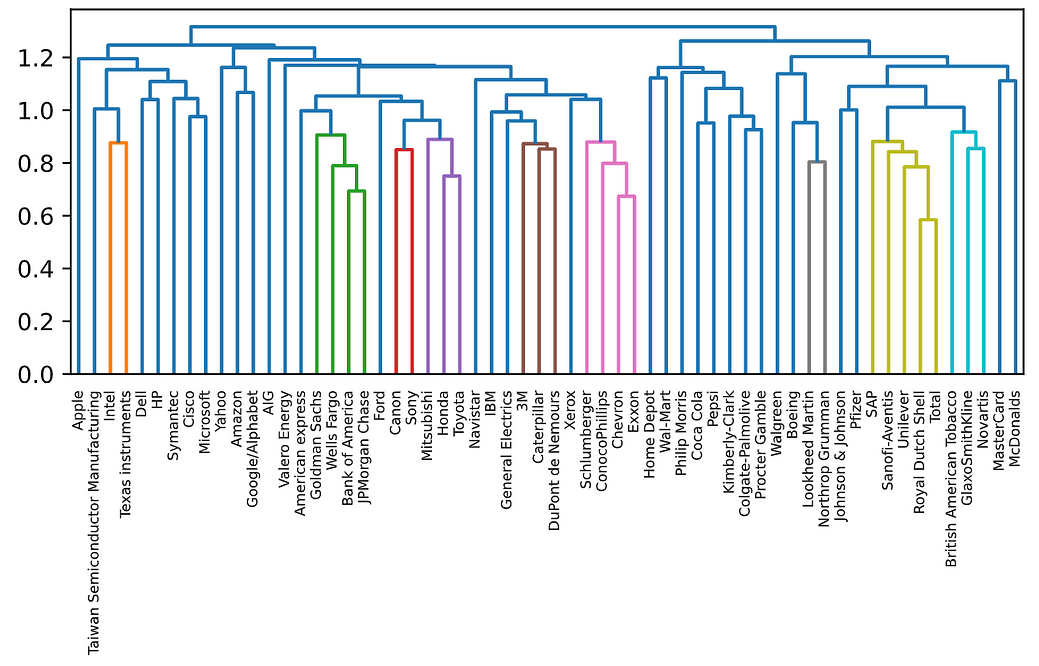 1.2
1.0
0.8
0.6
0.4
0.2
0.0
Apple
Taiwan Semiconductor Manufacturing
Intel
Texas instruments
Dell
HP
Symantec
Cisco
Microsoft
Yahoo
Amazon
Google/Alphabet
AIG
Valero Energy
American express
Goldman Sachs
Wells Fargo
Bank of America
JPMorgan Chase
Ford
Canon
Sony
Mitsubishi
Honda
Toyota
Navistar
IBM
General Electrics
3M
Caterpillar
DuPont de Nemours
Xerox
Schlumberger
ConocoPhillips
Chevron
Exxon
Home Depot
Wal-Mart
Philip Morris
Coca Cola
Pepsi
Kimberly-Clark
Colgate-Palmolive
Procter Gamble
Walgreen
Boeing
Lookheed Martin
Northrop Grumman
Johnson & Johnson
Pfizer
SAP
Sanofi-Aventis
Unilever
Royal Dutch Shell
Total
British American Tobacco
GlaxoSmithKline
Novartis
MasterCard
McDonalds